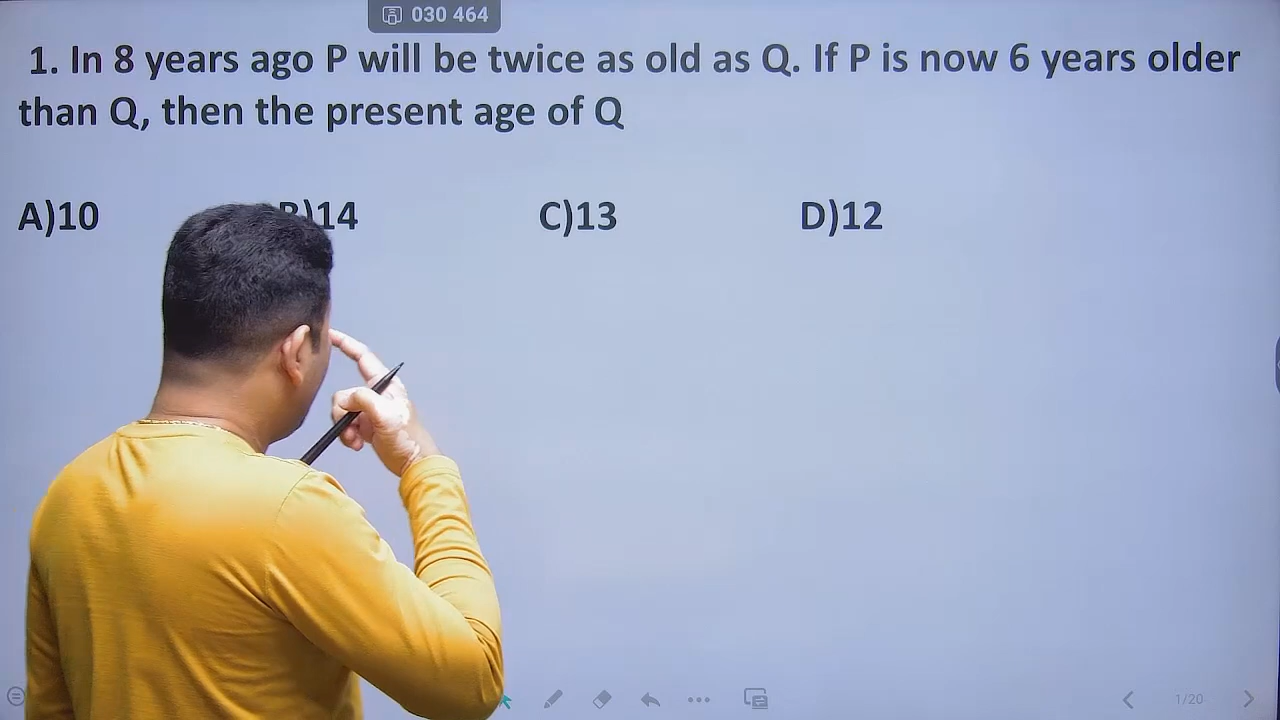 030 464
1. In 8 years ago P will be twice as old as Q. If P is now 6 years older
than Q, then the present age of Q
A)10 B)14 C)13 D)12
1/20